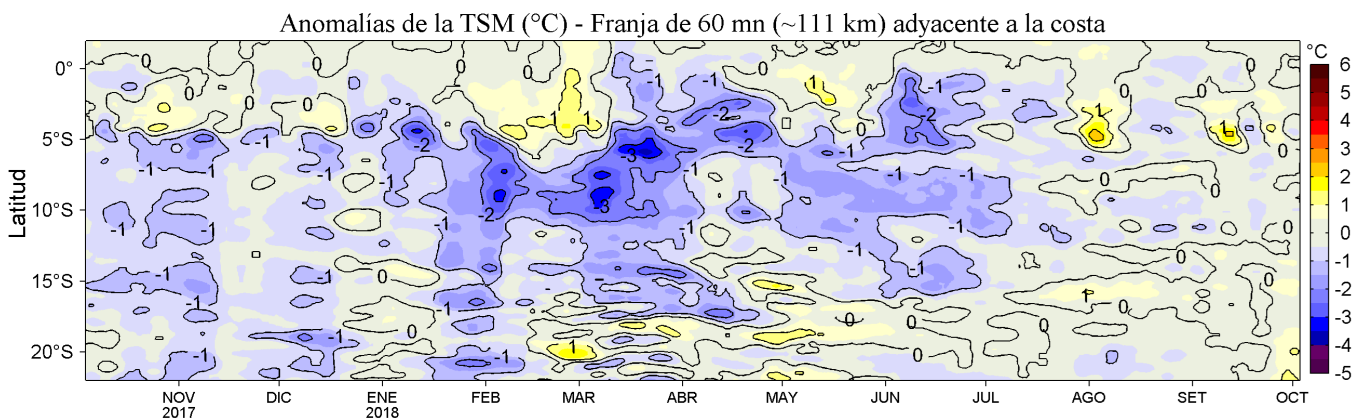 Anomalías de la TSM (°C) - Franja de 60 mn (~111 km) adyacente a la costa
°C
6
5
4
3
2
1
0
-1
-2
-3
-4
-5
Latitud
0°
5°S
10°S
15°S
20°S
NOV DIC ENE FEB MAR ABR MAY JUN JUL AGO SET OCT
2017 2018